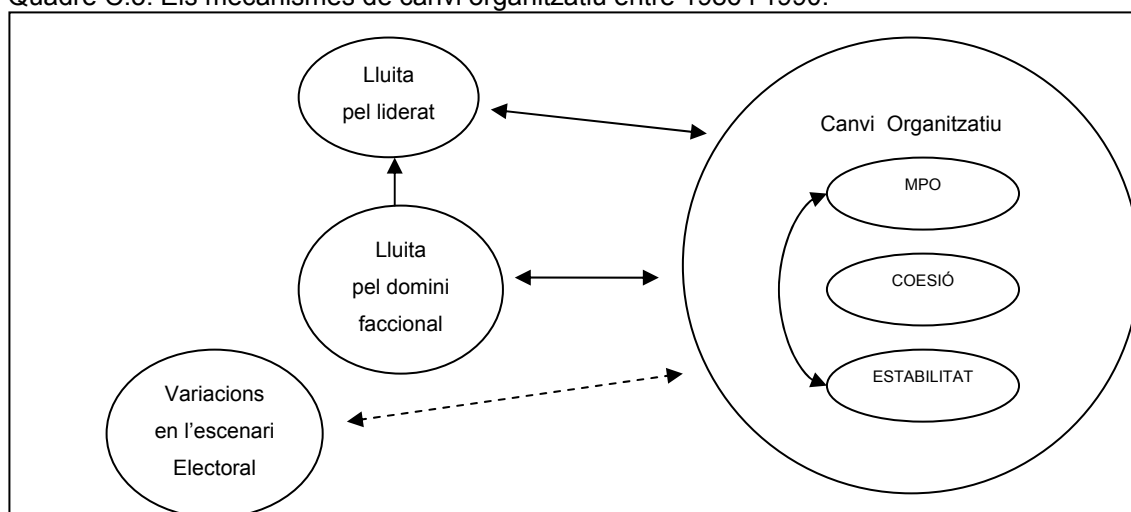 Quadre Els mecanismes de canvi organitzatiu entre i
Lluita
pel liderat
Lluita
pel domini
faccional
Variacions
en l’escenari
Electoral
Canvi Organitzatiu
MPO
COESIÓ
ESTABILITAT